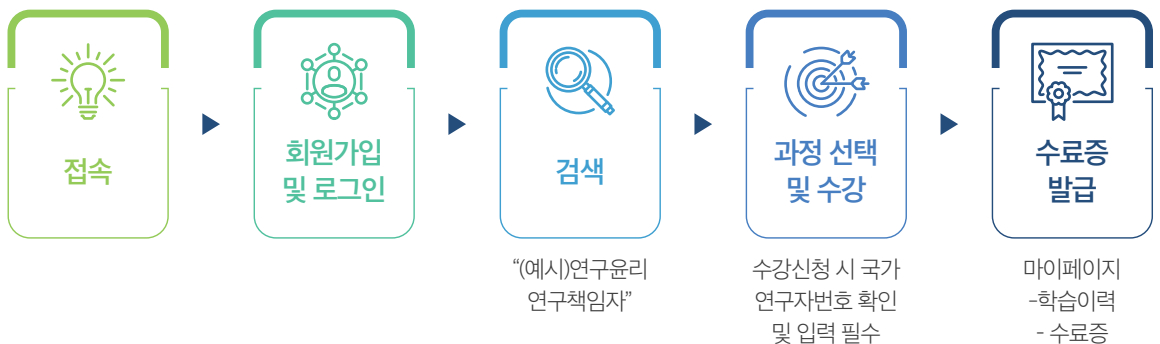 접속
회원가입
및 로그인
검색
과정 선택
및 수강
수료증
발급
“(예시)연구윤리
연구책임자”
수강신청 시 국가
연구자번호 확인
및 입력 필수
마이페이지
-학습이력
- 수료증